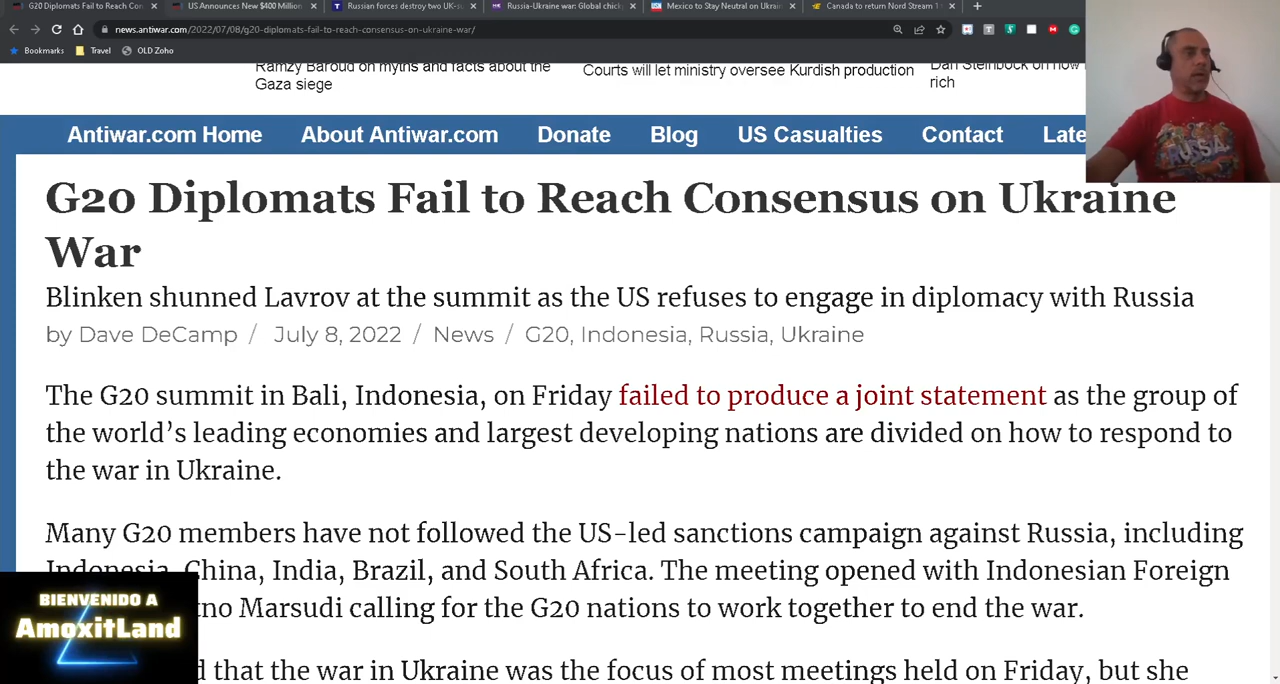 G20 Diplomats Fail to Reach Con
US Announces New $400 Million
Russian forces destroy two UK-s
Russia-Ukraine war: Global chick
Mexico to Stay Neutral on Ukrain
Canada to return Nord Stream 1
news.antiwar.com/2022/07/08/g20-diplomats-fail-to-reach-consensus-on-ukraine-war/
Bookmarks Travel OLD Zoho
Ramzy Baroud on myths and facts about the
Gaza siege
Courts will let ministry oversee Kurdish production
Dan Steinbock on how
rich
Antiwar.com Home About Antiwar.com Donate Blog US Casualties Contact Late
G20 Diplomats Fail to Reach Consensus on Ukraine
War
Blinken shunned Lavrov at the summit as the US refuses to engage in diplomacy with Russia
by Dave DeCamp / July 8, 2022 / News / G20, Indonesia, Russia, Ukraine
The G20 summit in Bali, Indonesia, on Friday failed to produce a joint statement as the group of
the world's leading economies and largest developing nations are divided on how to respond to
the war in Ukraine.
Many G20 members have not followed the US-led sanctions campaign against Russia, including
Indonesia, China, India, Brazil, and South Africa. The meeting opened with Indonesian Foreign
no Marsudi calling for the G20 nations to work together to end the war.
d that the war in Ukraine was the focus of most meetings held on Friday, but she
BIENVENIDO A
AmoxitLand